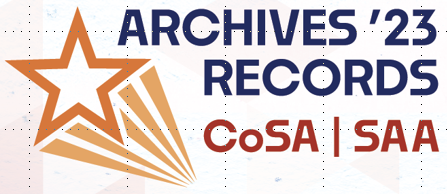 ARCHIVES '23
RECORDS
CoSA | SAA